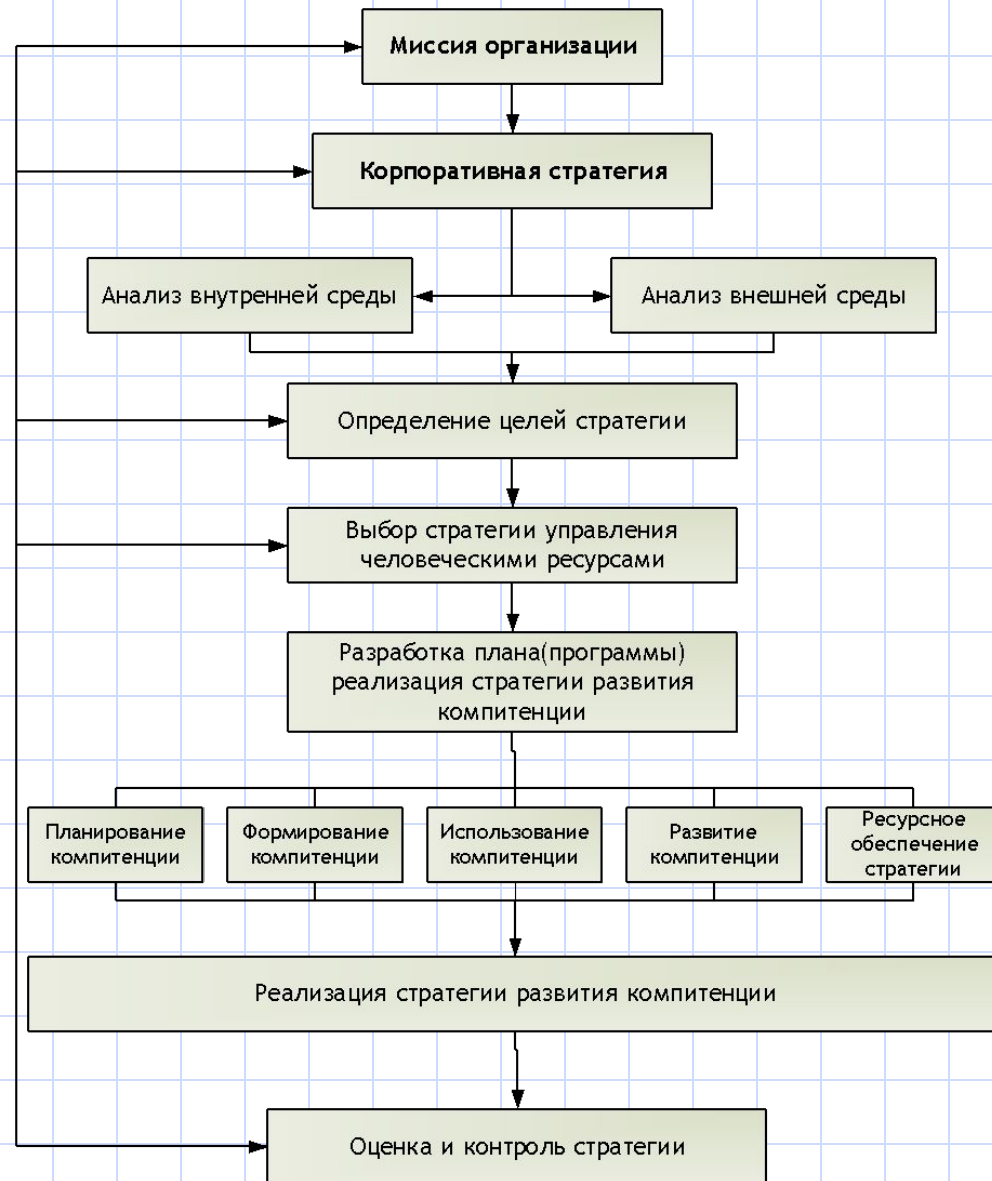 Миссия организации
Корпоративная стратегия
Анализ внутренней среды
Анализ внешней среды
Определение целей стратегии
Выбор стратегии управления
человеческими ресурсами
Разработка плана(программы)
реализация стратегии развития
компитенции
Планирование
компитенции
Формирование
компитенции
Использование
компитенции
Развитие
компитенции
Ресурсное
обеспечение
стратегии
Реализация стратегии развития компитенции
Оценка и контроль стратегии